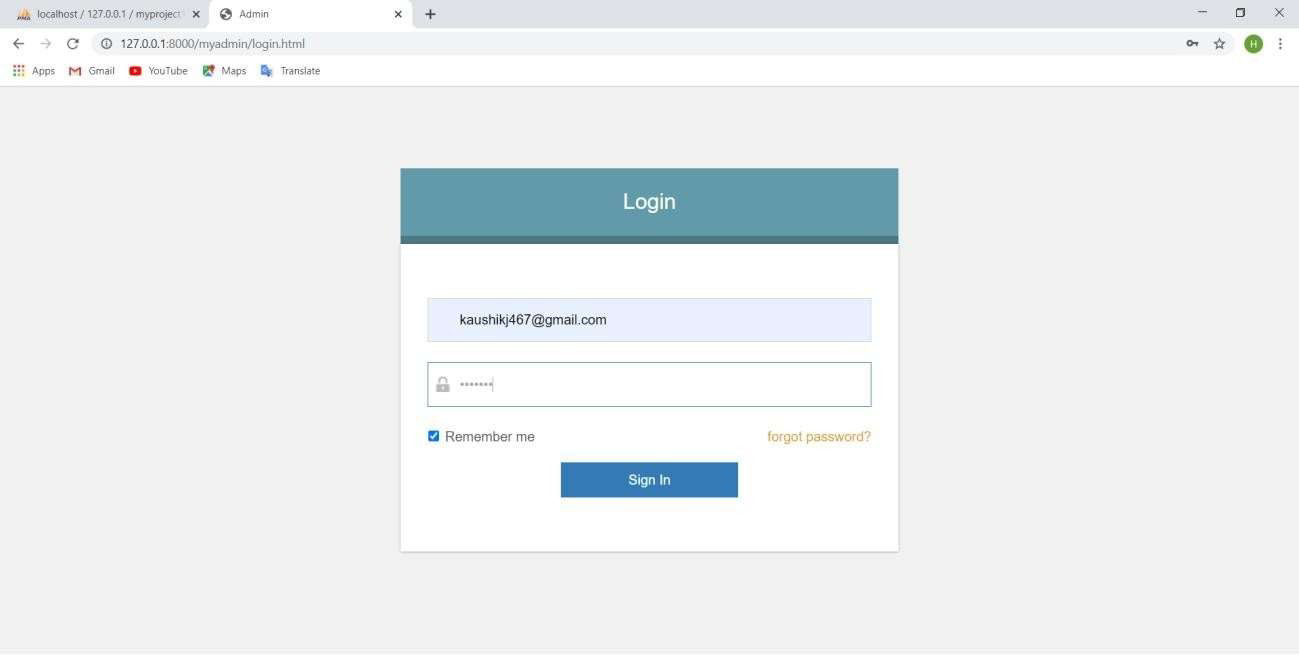 localhost / 127.0.0.1 / myproject
Admin
127.0.0.1:8000/myadmin/login.html
H
Apps
Gmail
YouTube
Maps
Translate
Login
kaushikj467@gmail.com
•••••••
Remember me
forgot password?
Sign In